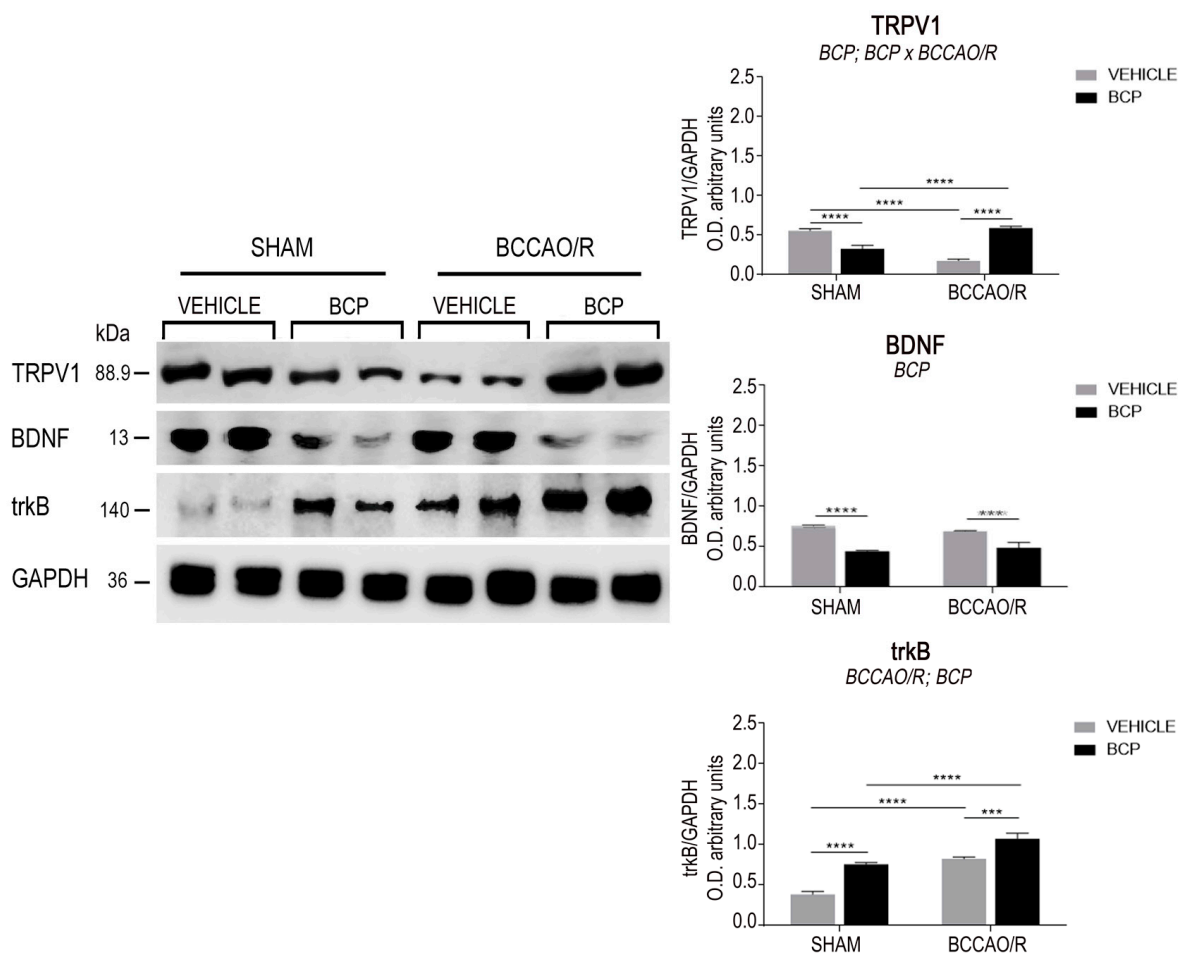 SHAM BCCAO/R
VEHICLE BCP VEHICLE BCP
kDa
TRPV1 88.9
BDNF 13
trkB 140
GAPDH 36
TRPV1
BCP; BCP x BCCAO/R
VEHICLE
BCP
TRPV1/GAPDH
O.D. arbitrary units
2.5
2.0
1.5
1.0
0.5
0.0
****
****
**** ****
SHAM BCCAO/R
BDNF
BCP
VEHICLE
BCP
BDNF/GAPDH
O.D. arbitrary units
2.5
2.0
1.5
1.0
0.5
0.0
**** ***
SHAM BCCAO/R
trkB
BCCAO/R; BCP
VEHICLE
BCP
trkB/GAPDH
O.D. arbitrary units
2.5
2.0
1.5
1.0
0.5
0.0
****
****
***
****
SHAM BCCAO/R